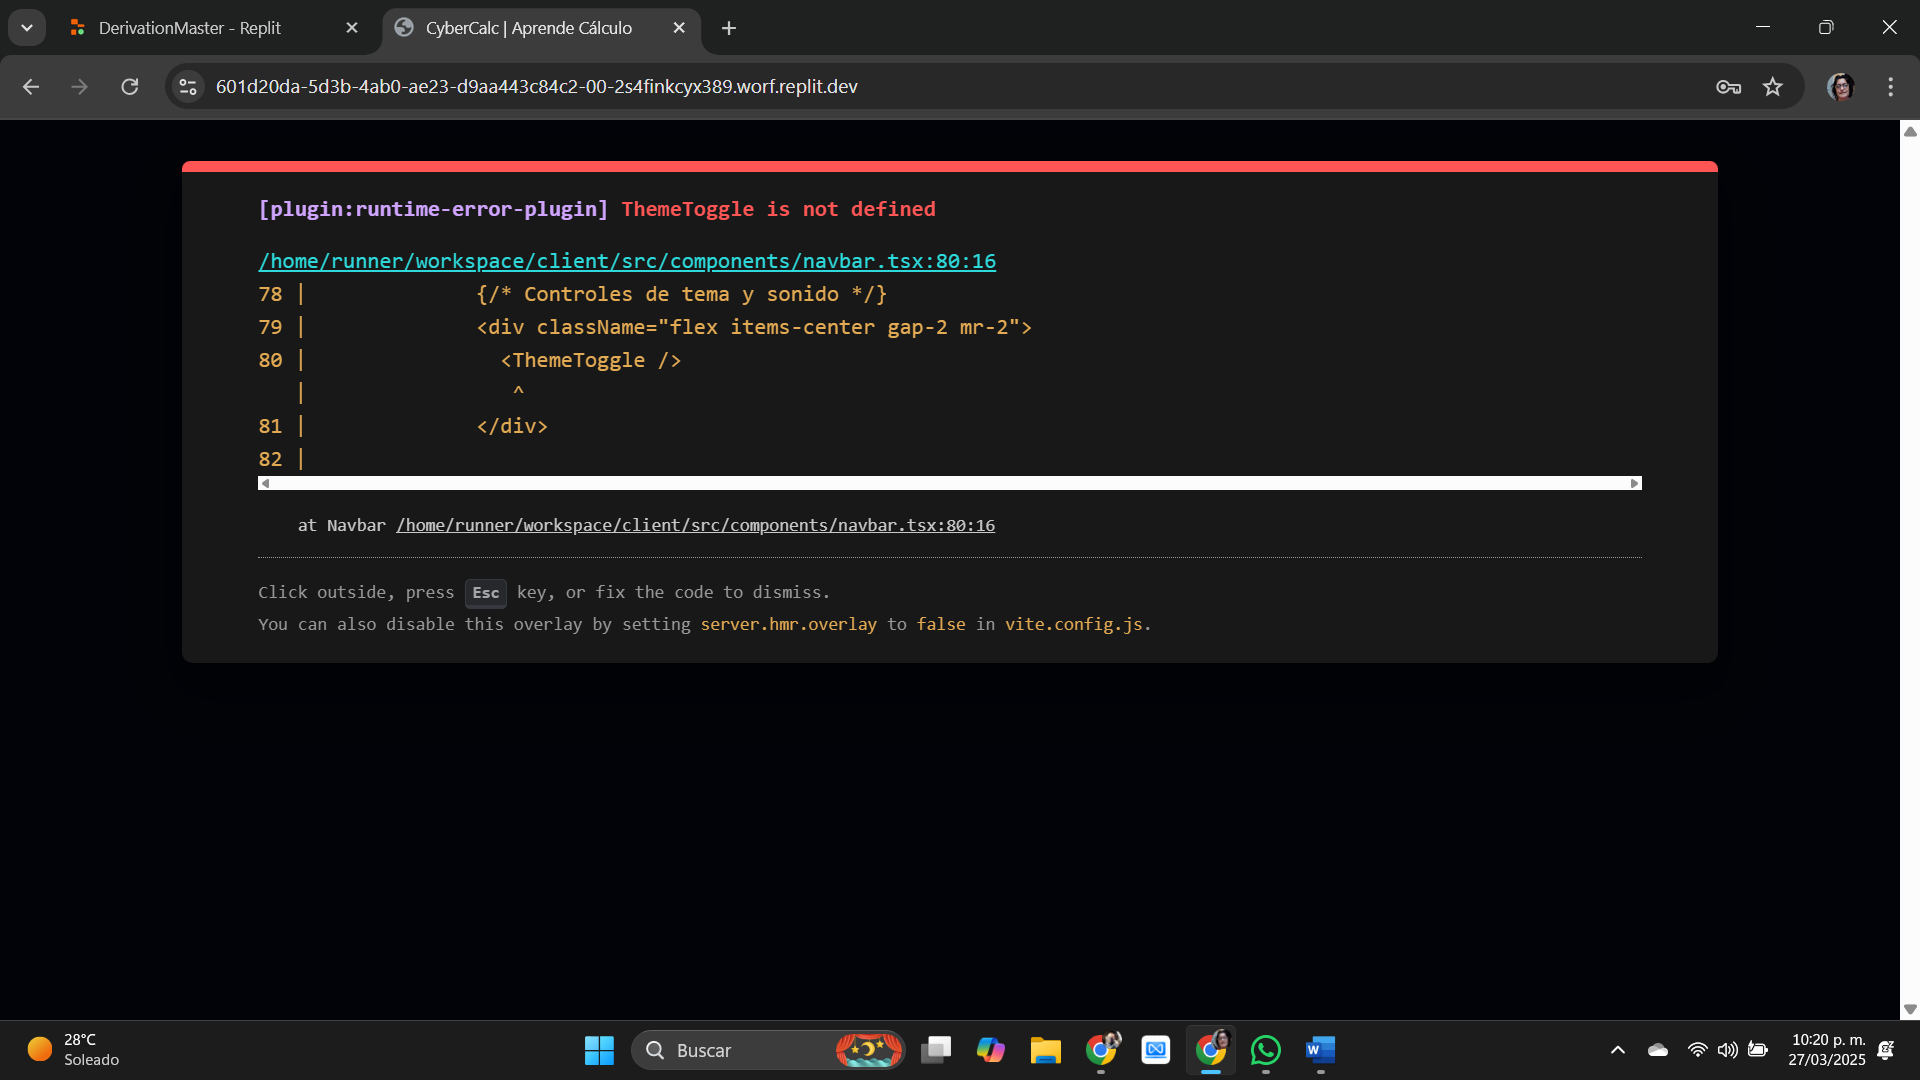 DerivationMaster - Replit
CyberCalc | Aprende Cálculo
601d20da-5d3b-4ab0-ae23-d9aa443c84c2-00-2s4finkcyx389.worf.replit.dev
[plugin:runtime-error-plugin] ThemeToggle is not defined
/home/runner/workspace/client/src/components/navbar.tsx:80:16
78 | {/* Controles de tema y sonido */}
79 | <div className="flex items-center gap-2 mr-2">
80 | <ThemeToggle />
| ^
81 | </div>
82 |
at Navbar /home/runner/workspace/client/src/components/navbar.tsx:80:16
Click outside, press Esc key, or fix the code to dismiss.
You can also disable this overlay by setting server.hmr.overlay to false in vite.config.js.
28°C
Soleado
Buscar
10:20 p. m.
27/03/2025